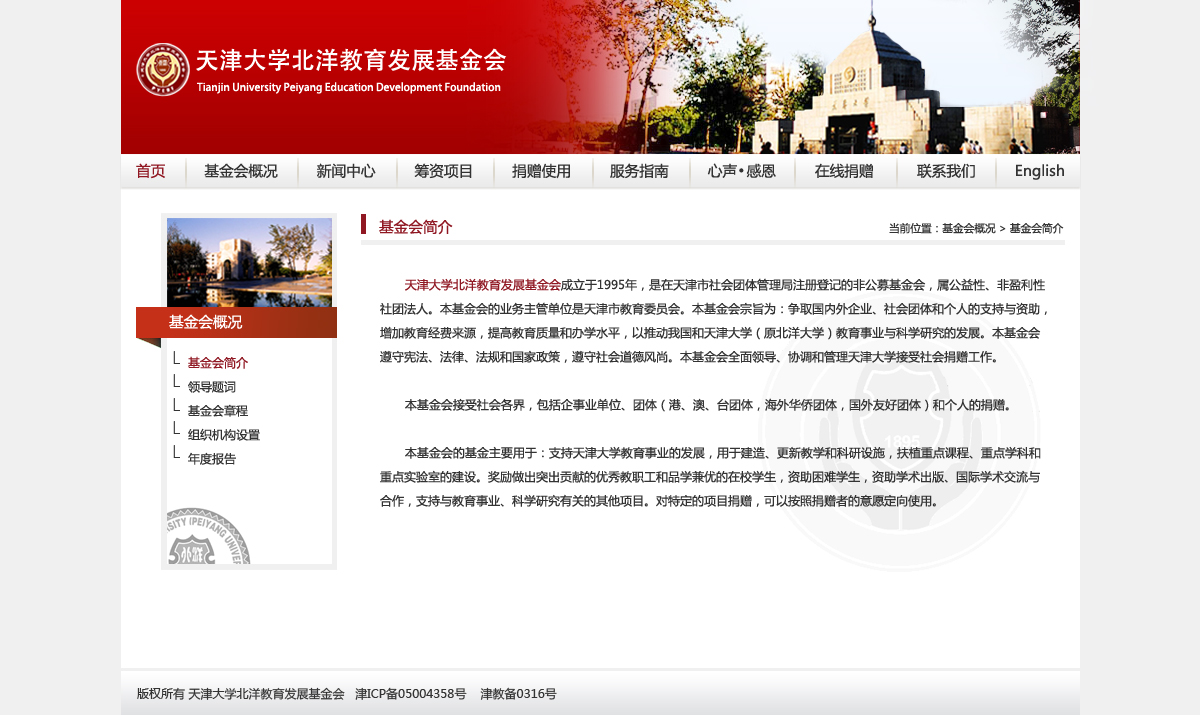 天津大学北洋教育发展基金会
Tianjin University Peiyang Education Development Foundation
首页 基金会概况 新闻中心 筹资项目 捐赠使用 服务指南 心声•感恩 在线捐赠 联系我们 English
基金会概况
基金会简介
领导题词
基金会章程
组织机构设置
年度报告
SITY (PEIYANG UNIVER
基金会简介
当前位置：基金会概况 > 基金会简介
天津大学北洋教育发展基金会成立于1995年，是在天津市社会团体管理局注册登记的非公募基金会，属公益性、非盈利性
社团法人。本基金会的业务主管单位是天津市教育委员会。本基金会宗旨为：争取国内外企业、社会团体和个人的支持与资助，
增加教育经费来源，提高教育质量和办学水平，以推动我国和天津大学（原北洋大学）教育事业与科学研究的发展。本基金会
遵守宪法、法律、法规和国家政策，遵守社会道德风尚。本基金会全面领导、协调和管理天津大学接受社会捐赠工作。
本基金会接受社会各界，包括企事业单位、团体（港、澳、台团体，海外华侨团体，国外友好团体）和个人的捐赠。
1895
本基金会的基金主要用于：支持天津大学教育事业的发展，用于建造、更新教学和科研设施，扶植重点课程、重点学科和
重点实验室的建设。奖励做出突出贡献的优秀教职工和品学兼优的在校学生，资助困难学生，资助学术出版、国际学术交流与
合作，支持与教育事业、科学研究有关的其他项目。对特定的项目捐赠，可以按照捐赠者的意愿定向使用。
版权所有 天津大学北洋教育发展基金会 津ICP备05004358号 津教备0316号